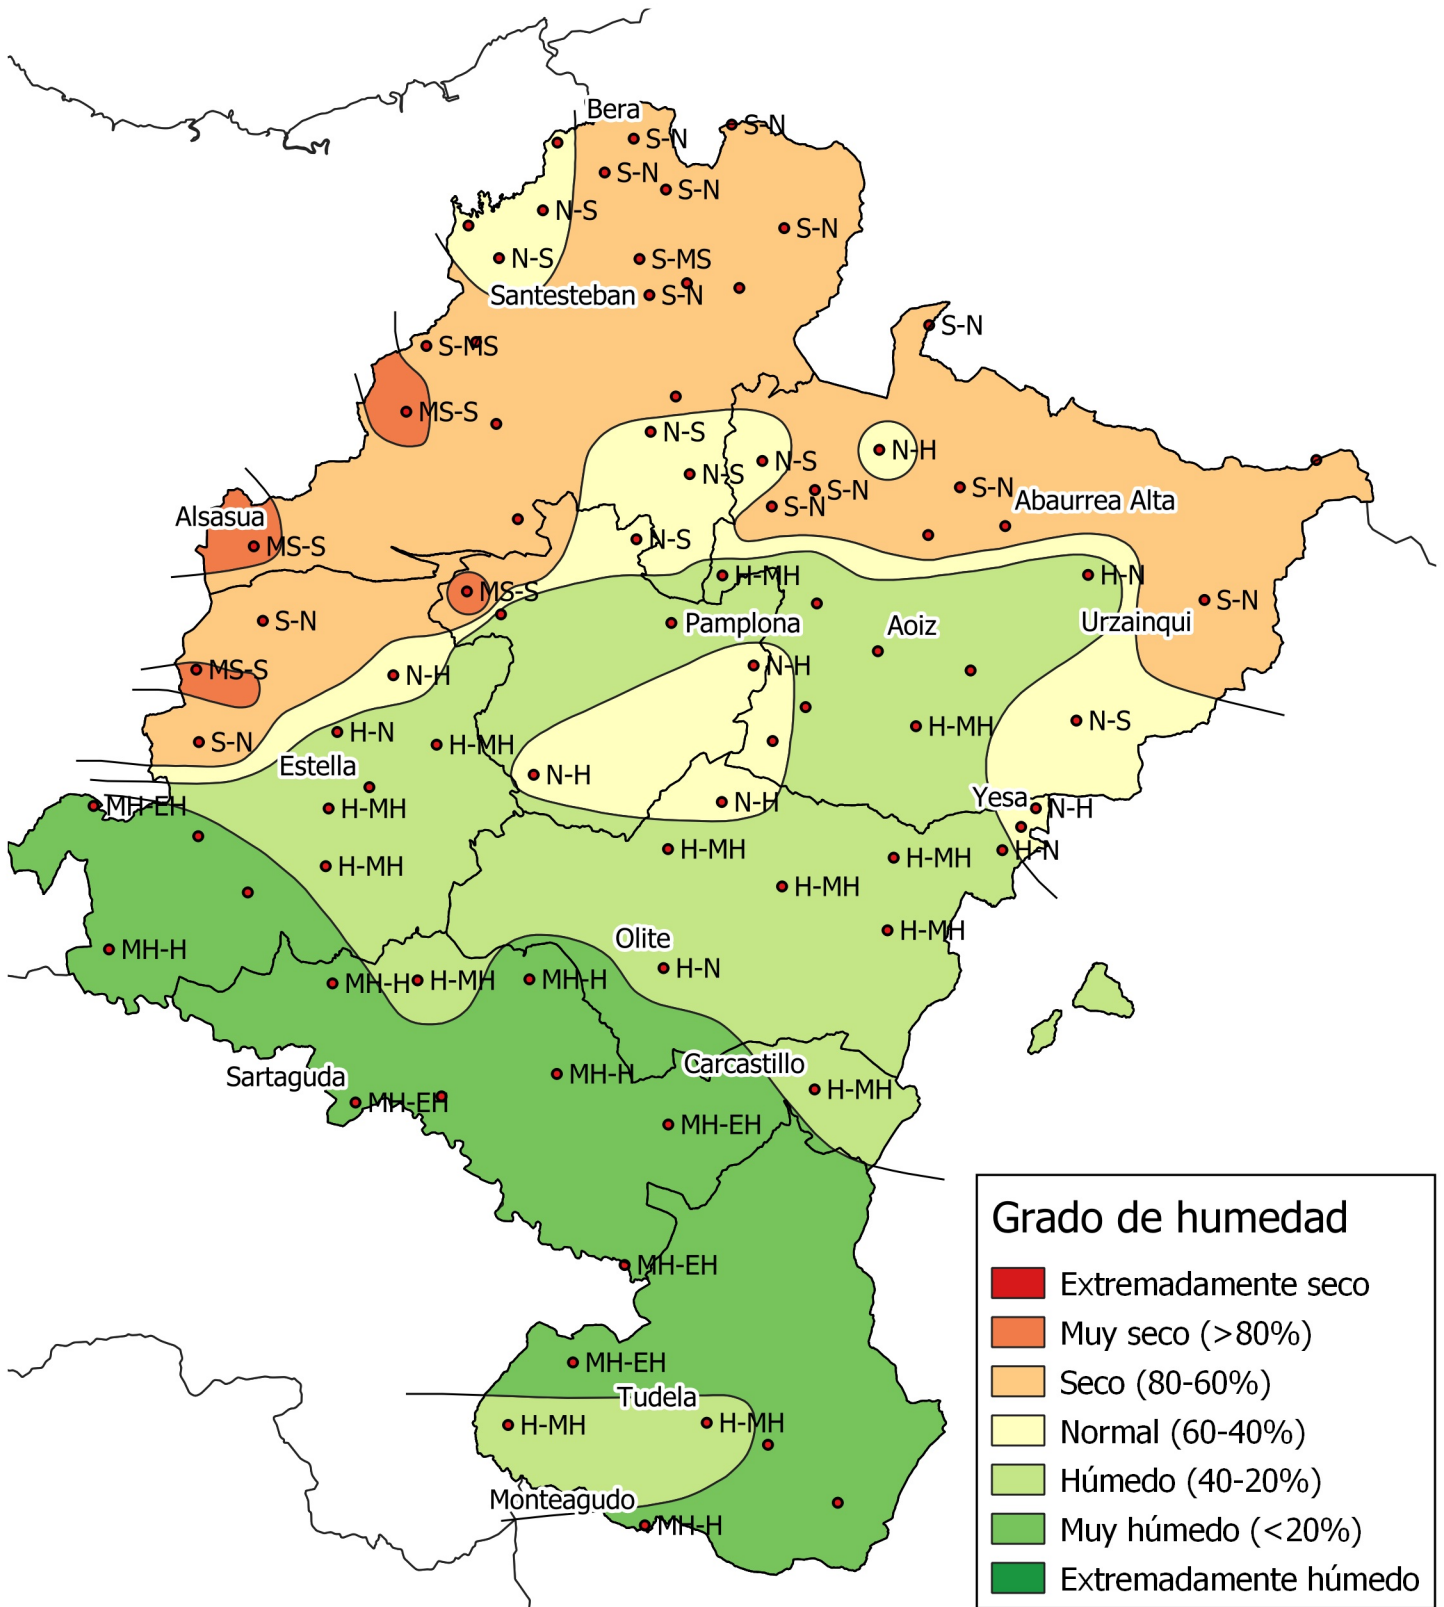 Bera
S-N
S-N
S-N
S-N
N-S
S-N
N-S
S-MS
Santesteban
S-N
S-N
S-MS
MS-S
N-S
N-H
N-S
N-S
S-N
S-N
S-N
Abaurrea Alta
Alsasua
MS-S
N-S
H-MH
H-N
MS-S
S-N
S-N
Pamplona
Aoiz
Urzainqui
MS-S
N-H
N-H
N-S
H-MH
S-N
H-N
H-MH
Estella
N-H
N-H
Yesa
N-H
MH-EH
H-MH
H-MH
H-MH
H-N
H-MH
H-MH
H-MH
Olite
MH-H
H-N
MH-H
H-MH
MH-H
Carcastillo
Sartaguda
MH-H
H-MH
MH-EH
MH-EH
MH-EH
MH-EH
Tudela
H-MH
H-MH
Monteagudo
MH-H
Grado de humedad
Extremadamente seco
Muy seco (>80%)
Seco (80-60%)
Normal (60-40%)
Húmedo (40-20%)
Muy húmedo (<20%)
Extremadamente húmedo